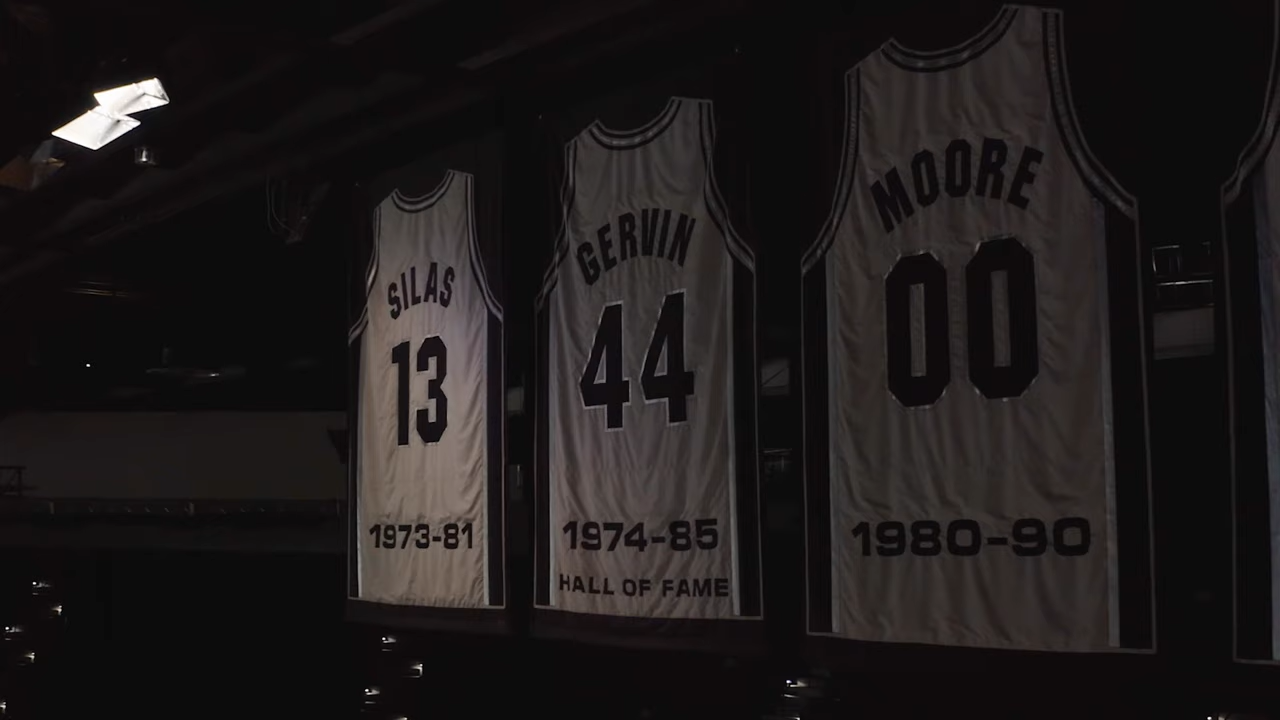 SILAS
13
1973-81
GERVIN
44
1974-85
HALL OF FAME
MOORE
00
1980-90